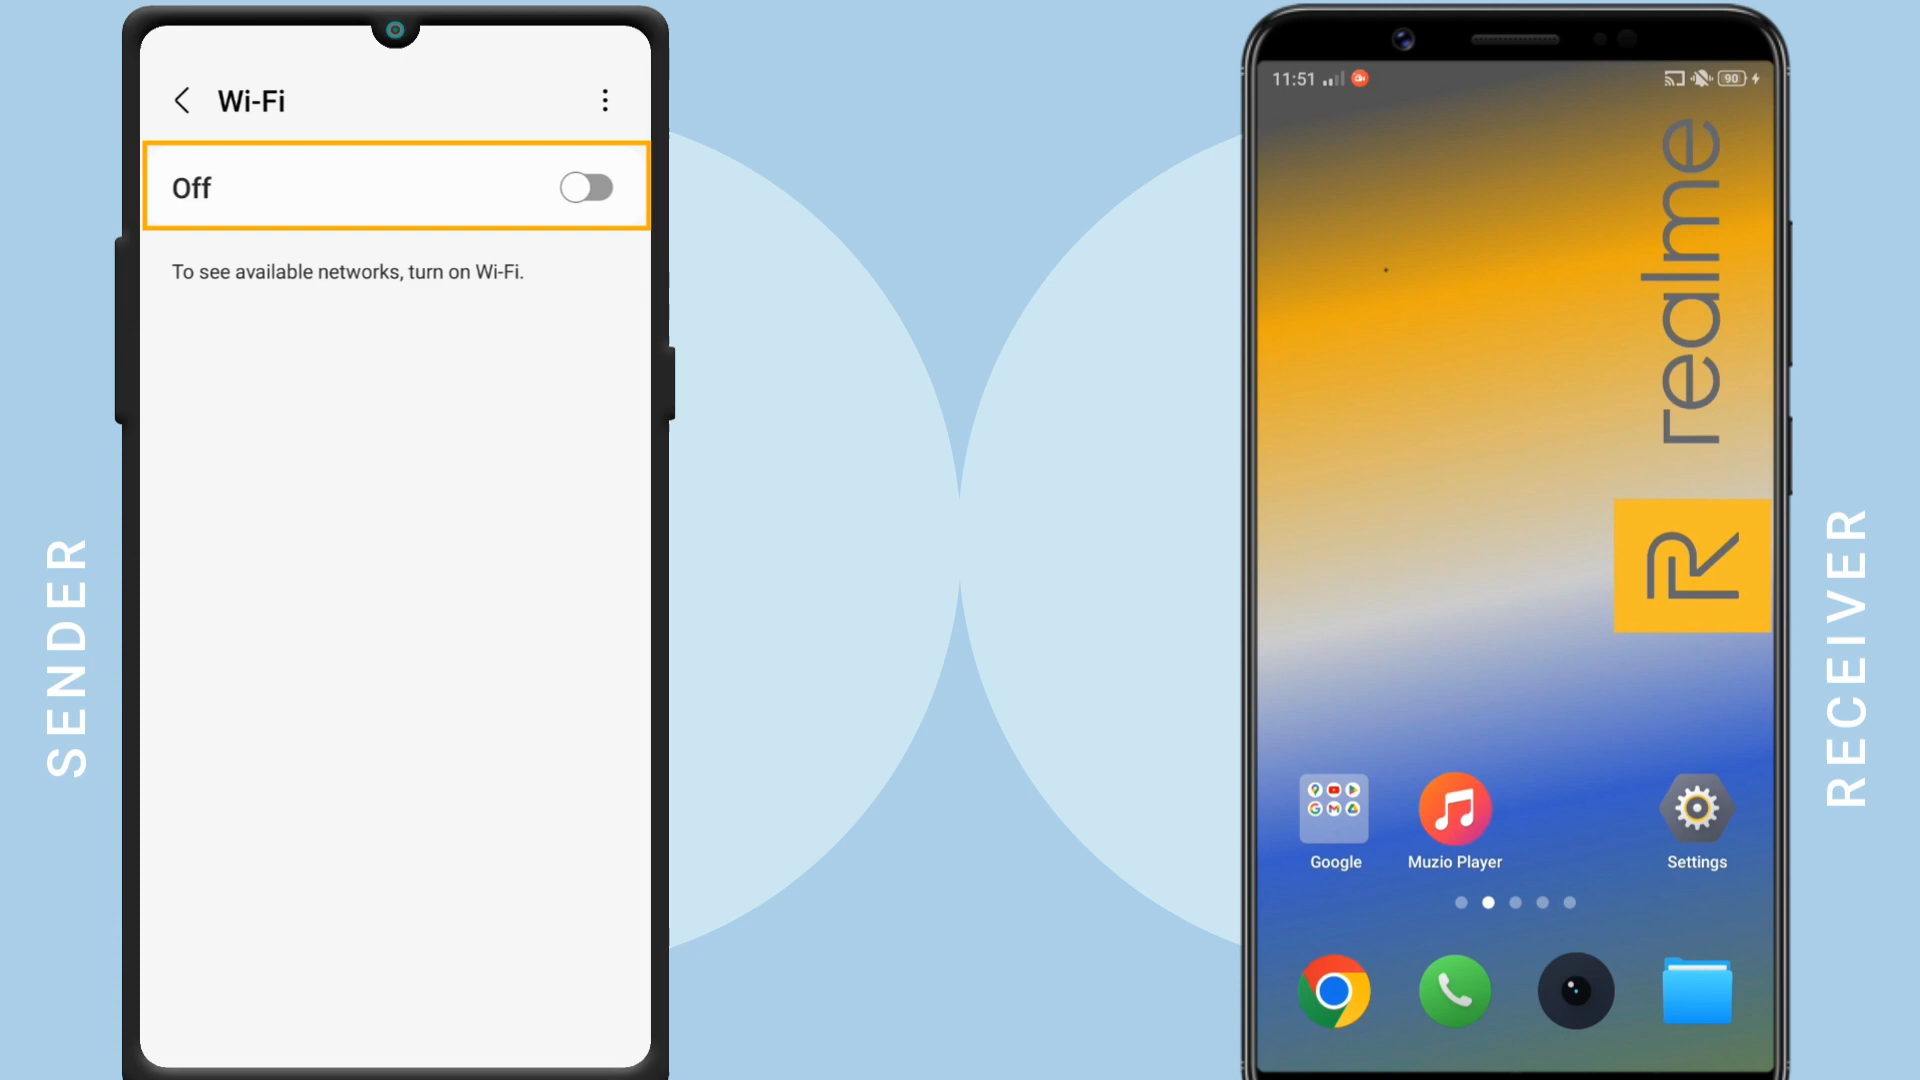 SENDER
Wi-Fi
Off
To see available networks, turn on Wi-Fi.
11:51
90
realme
R
Google
Muzio Player
Settings
RECEIVER